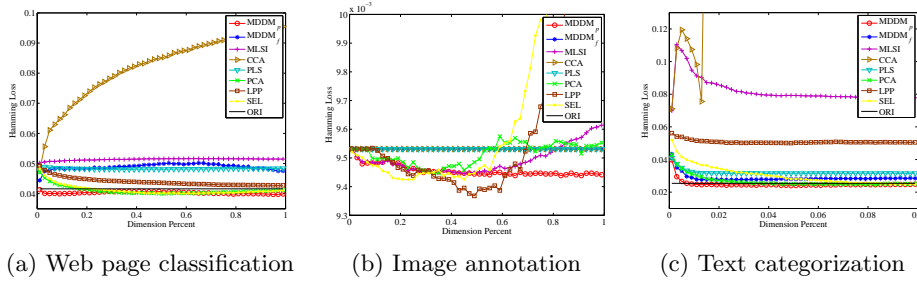 Hamming Loss
0.1
0.09
0.08
0.07
0.06
0.05
0.04
0 0.2 0.4 0.6 0.8 1
Dimension Percent
MDDM p
MDDM f
MLSI
CCA
PLS
PCA
LPP
SEL
ORI
(a) Web page classification
x 10⁻³
Hamming Loss
10
9.9
9.8
9.7
9.6
9.5
9.4
9.3
0 0.2 0.4 0.6 0.8 1
Dimension Percent
MDDM p
MDDM f
MLSI
CCA
PLS
PCA
LPP
SEL
ORI
(b) Image annotation
Hamming Loss
0.12
0.1
0.08
0.06
0.04
0.02
0 0.02 0.04 0.06 0.08 0.1
Dimension Percent
MDDM p
MDDM f
MLSI
CCA
PLS
PCA
LPP
SEL
ORI
(c) Text categorization